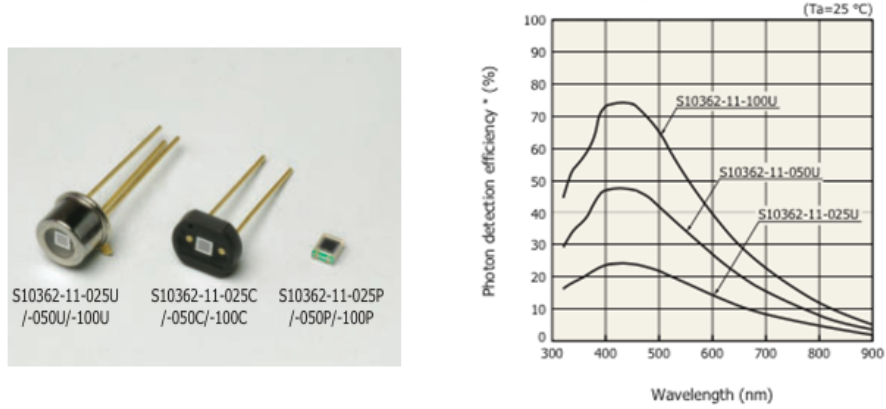 S10362-11-025U
/-050U/-100U
S10362-11-025C
/-050C/-100C
S10362-11-025P
/-050P/-100P
(Ta=25 °C)
Photon detection efficiency * (%)
100
90
80
70
60
50
40
30
20
10
0
S10362-11-100U
S10362-11-050U
S10362-11-025U
300 400 500 600 700 800 900
Wavelength (nm)